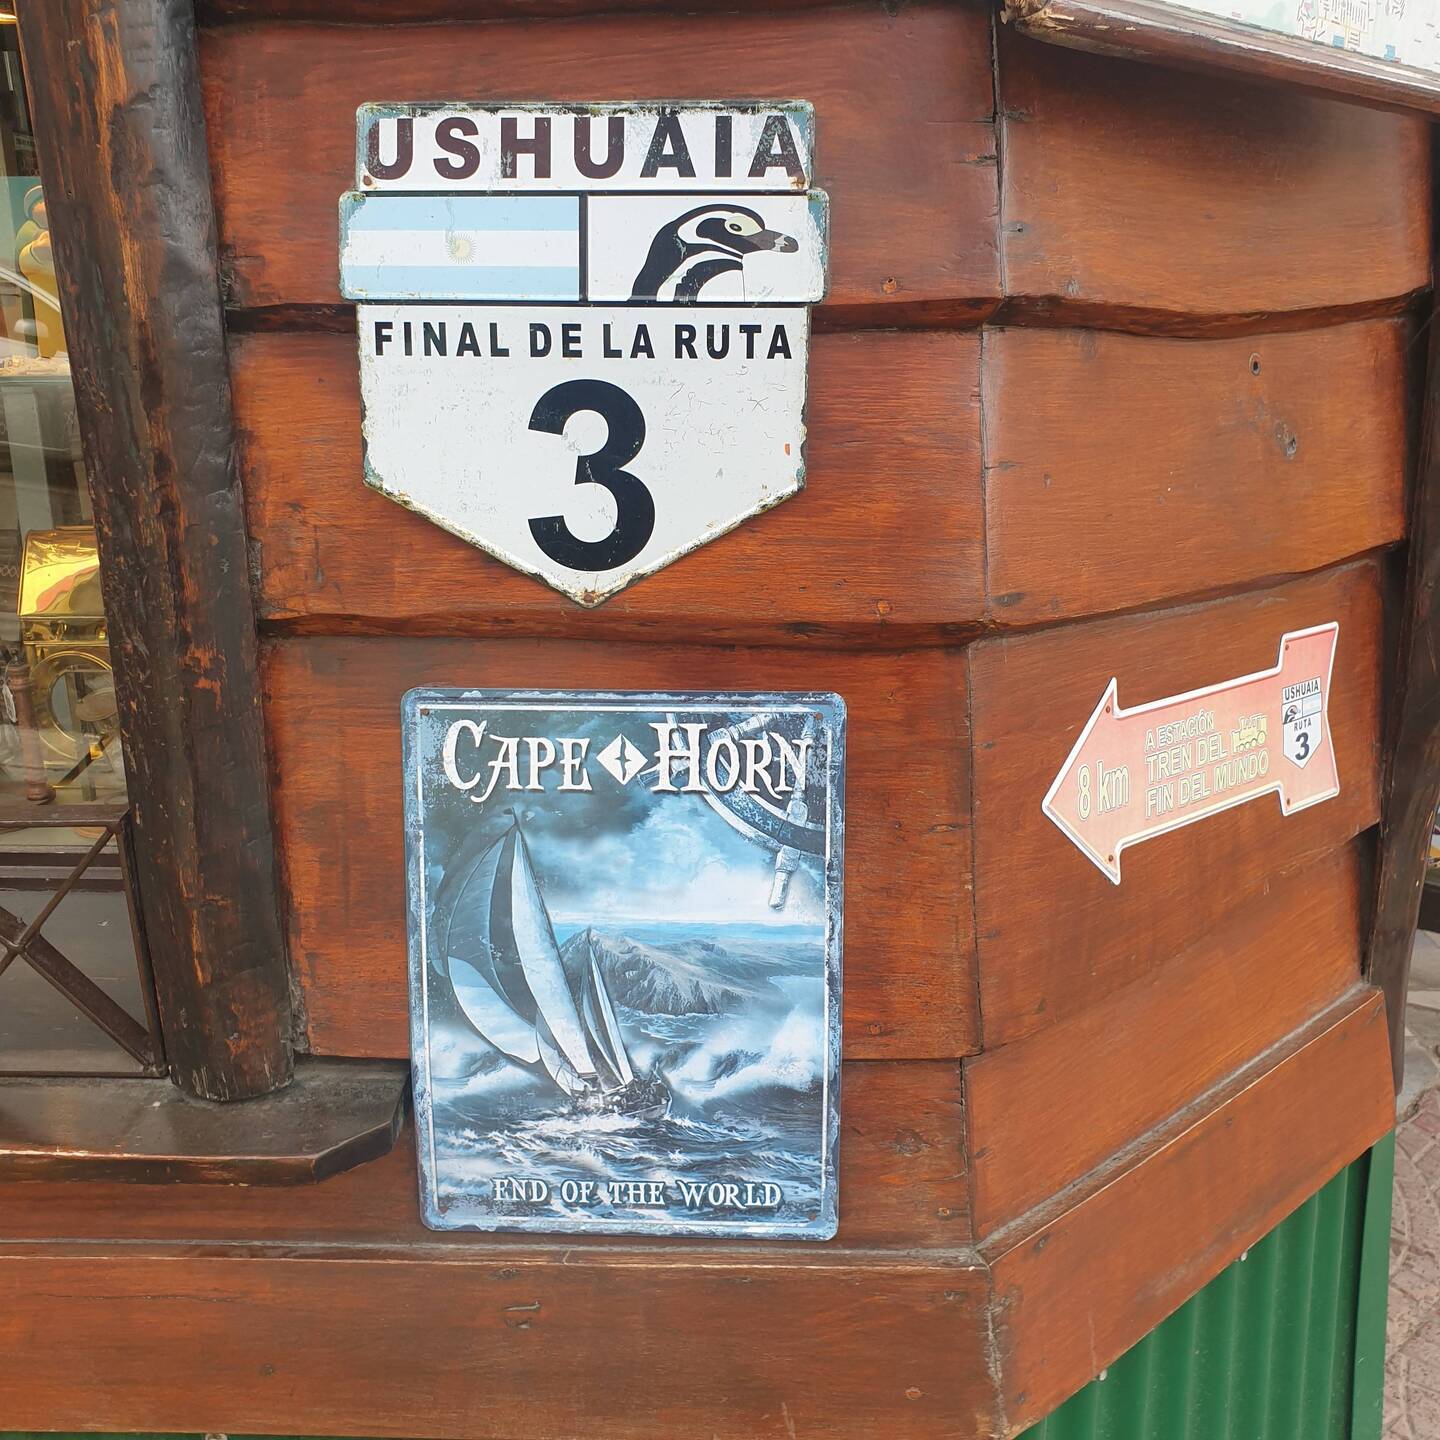 USHUAIA
FINAL DE LA RUTA
3
CAPE HORN
END OF THE WORLD
8 km
A ESTACIÓN
TREN DEL
FIN DEL MUNDO
USHUAIA
RUTA
3